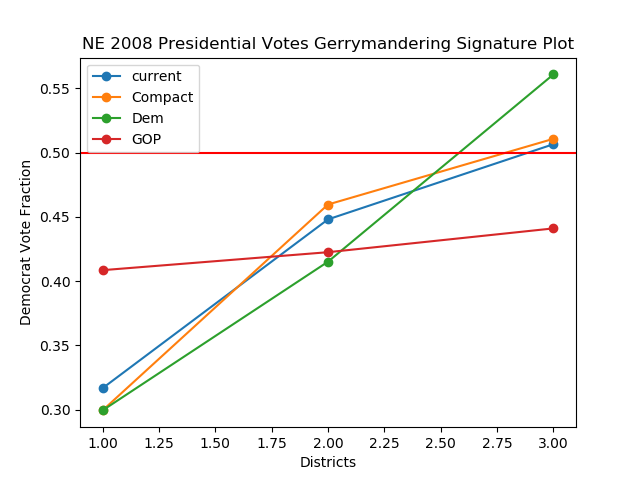 NE 2008 Presidential Votes Gerrymandering Signature Plot
current
Compact
Dem
GOP
Democrat Vote Fraction
0.55
0.50
0.45
0.40
0.35
0.30
1.00 1.25 1.50 1.75 2.00 2.25 2.50 2.75 3.00
Districts